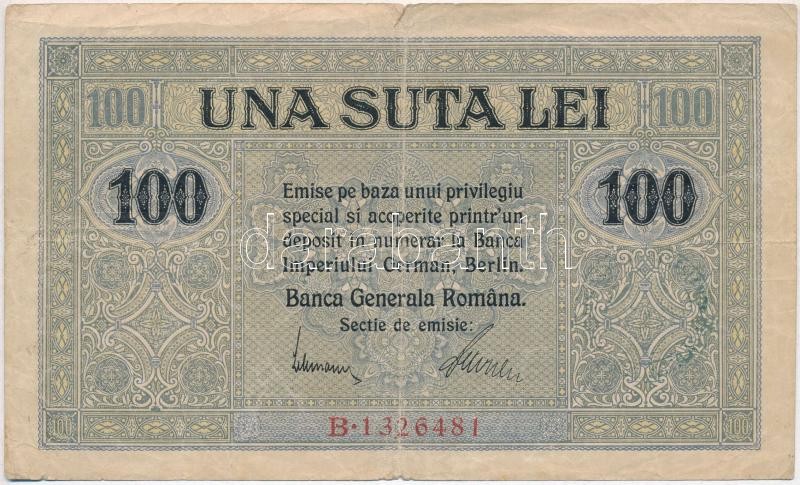 100 UNA SUTA LEI 100
100 100
Emise pe baza unui privilegiu
special si acoperite printr'un
deposit in numerar la Banca
Imperiului German, Berlin.
darabanth
Banca Generala Româna.
Sectie de emisie:
100 B·1326481 100